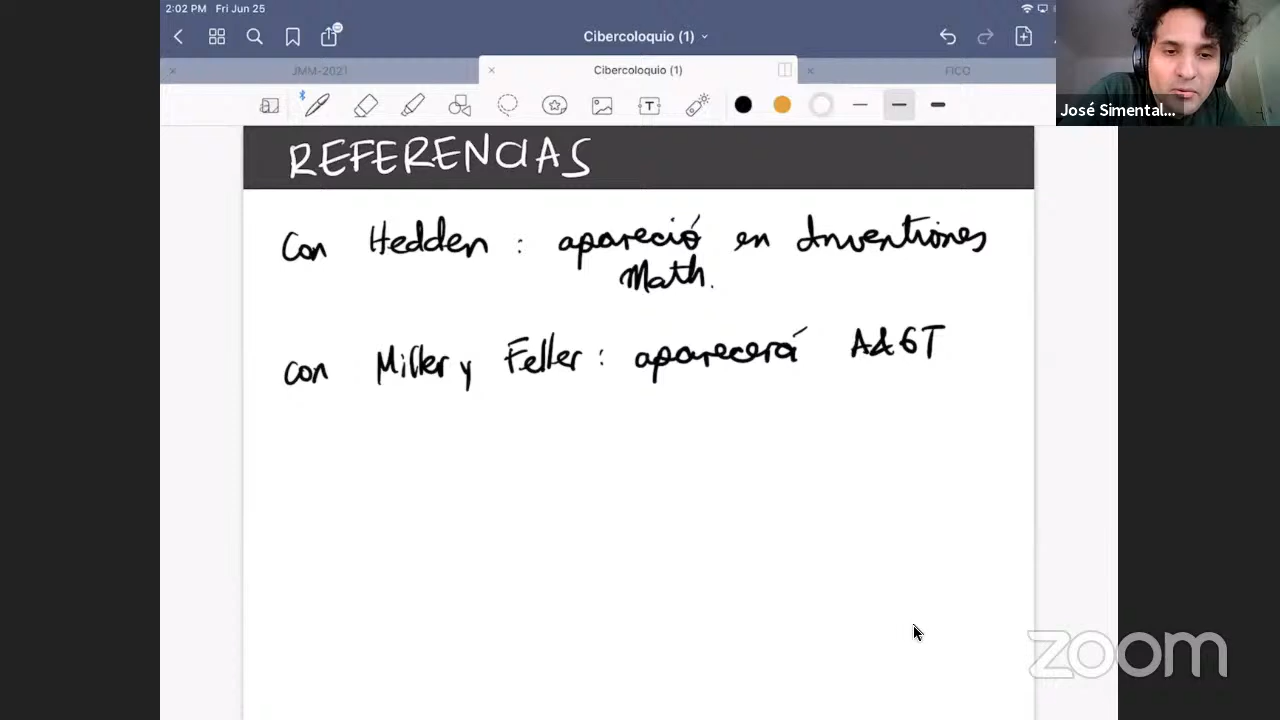 2:02 PM Fri Jun 25
Cibercoloquio (1)
JMM-2021
Cibercoloquio (1)
FICC
T
José Simental...
REFERENCIAS
Con Hedden : apareció en Inventiones
Math.
con Miller y Feller : aparecerá A&GT
zoom